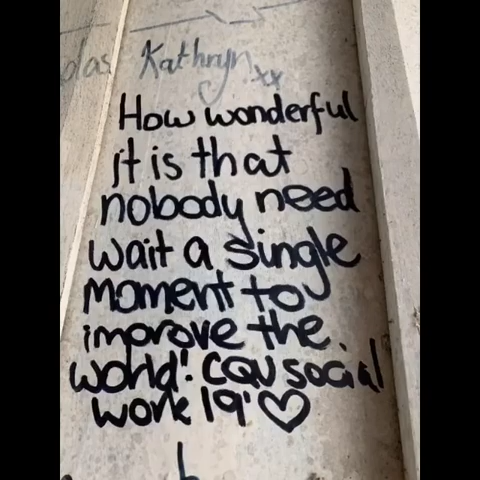 das Kathryn xx
How wonderful
it is that
nobody need
wait a single
moment to
improve the
world! CQU social
work 19' ♡